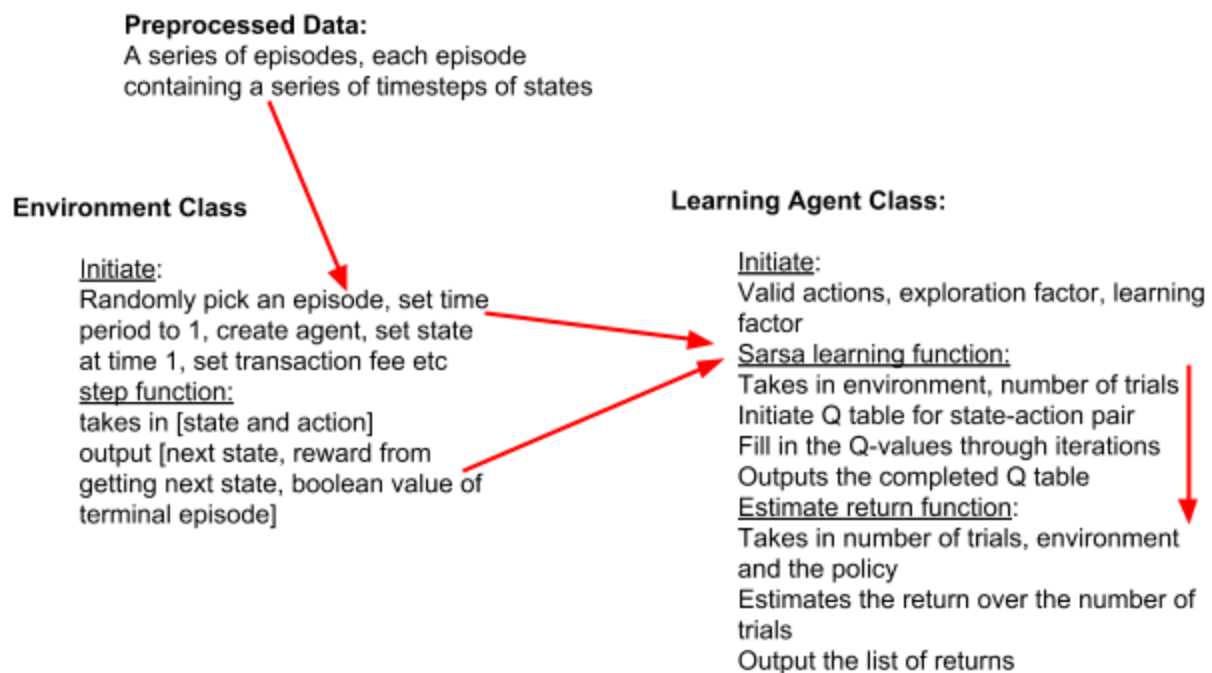 Preprocessed Data:
A series of episodes, each episode
containing a series of timesteps of states
Environment Class
Initiate:
Randomly pick an episode, set time
period to 1, create agent, set state
at time 1, set transaction fee etc
step function:
takes in [state and action]
output [next state, reward from
getting next state, boolean value of
terminal episode]
Learning Agent Class:
Initiate:
Valid actions, exploration factor, learning
factor
Sarsa learning function:
Takes in environment, number of trials
Initiate Q table for state-action pair
Fill in the Q-values through iterations
Outputs the completed Q table
Estimate return function:
Takes in number of trials, environment
and the policy
Estimates the return over the number of
trials
Output the list of returns